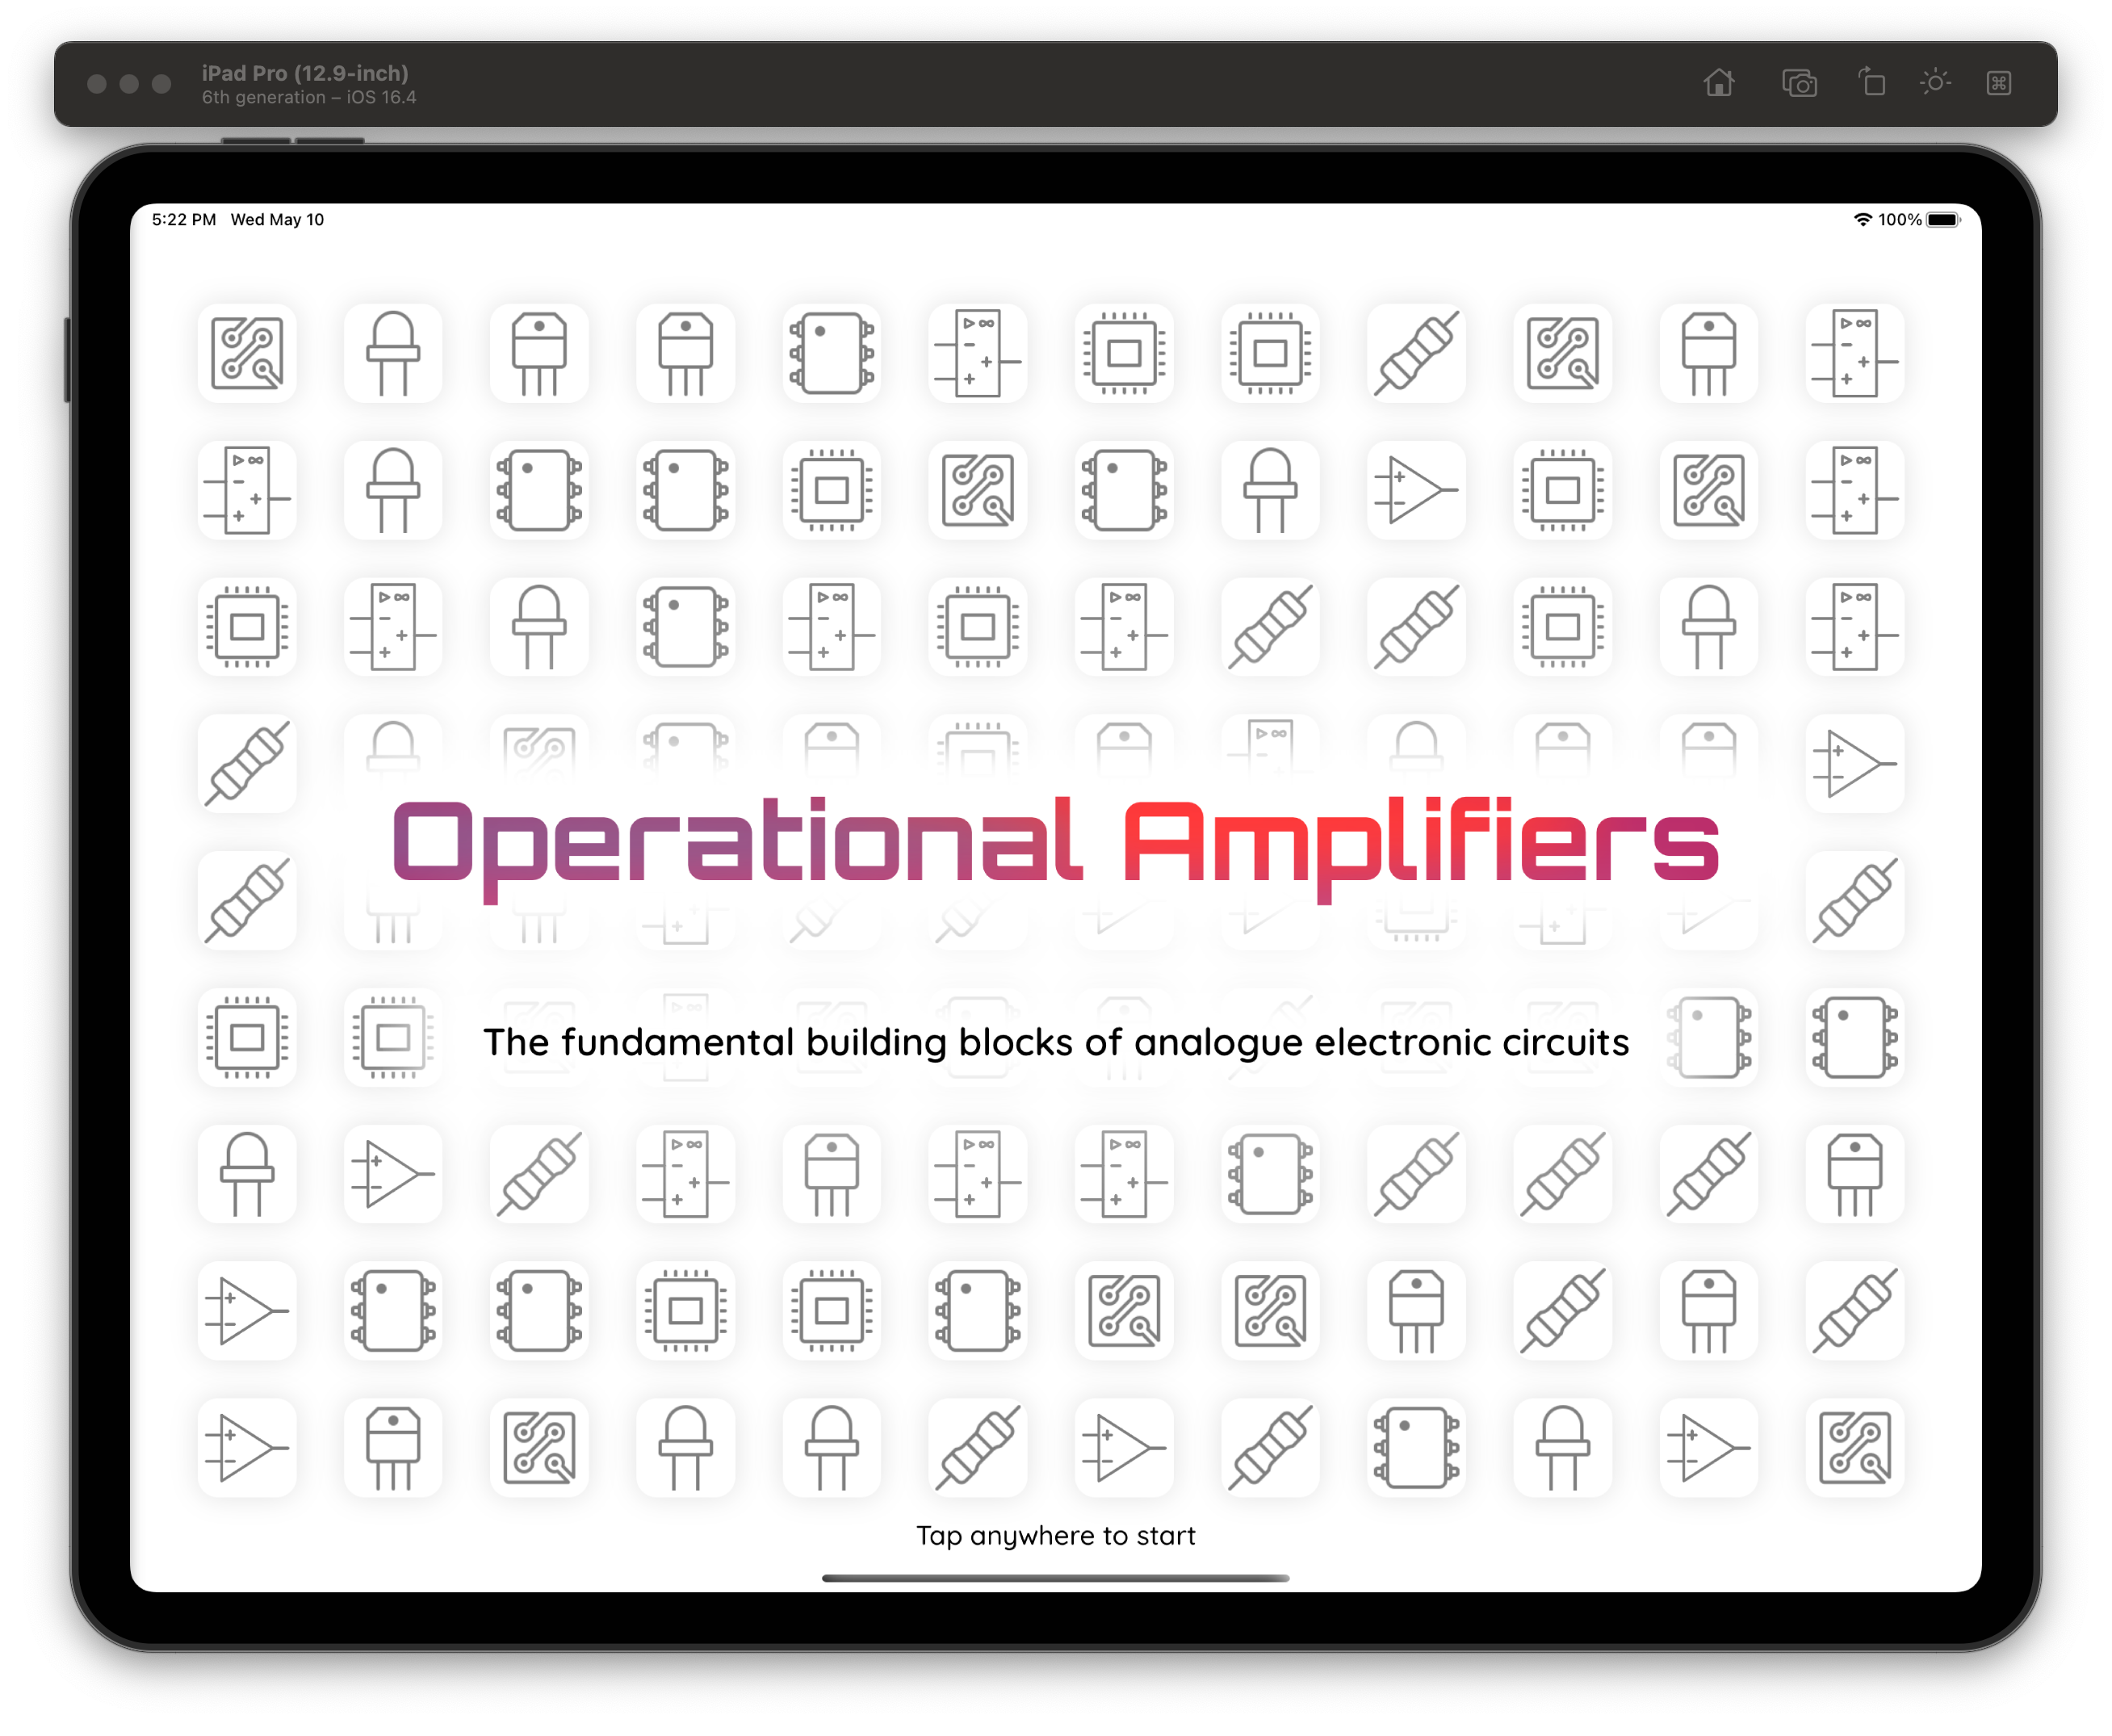 iPad Pro (12.9-inch)
6th generation – iOS 16.4
5:22 PM Wed May 10
100%
Operational Amplifiers
The fundamental building blocks of analogue electronic circuits
Tap anywhere to start